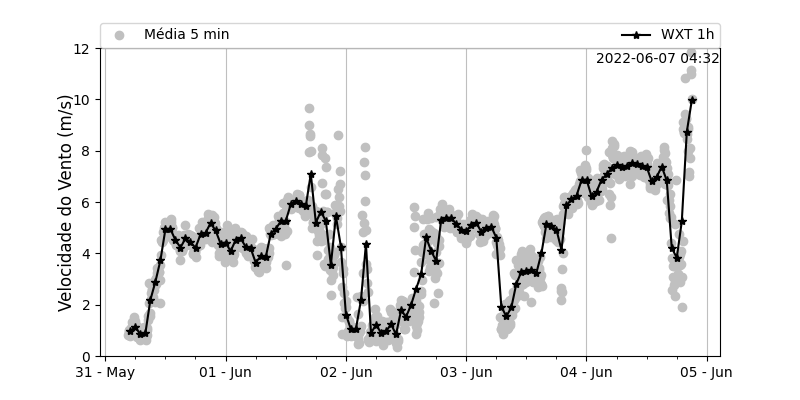 Média 5 min
WXT 1h
2022-06-07 04:32
Velocidade do Vento (m/s)
12
10
8
6
4
2
0
31 - May
01 - Jun
02 - Jun
03 - Jun
04 - Jun
05 - Jun